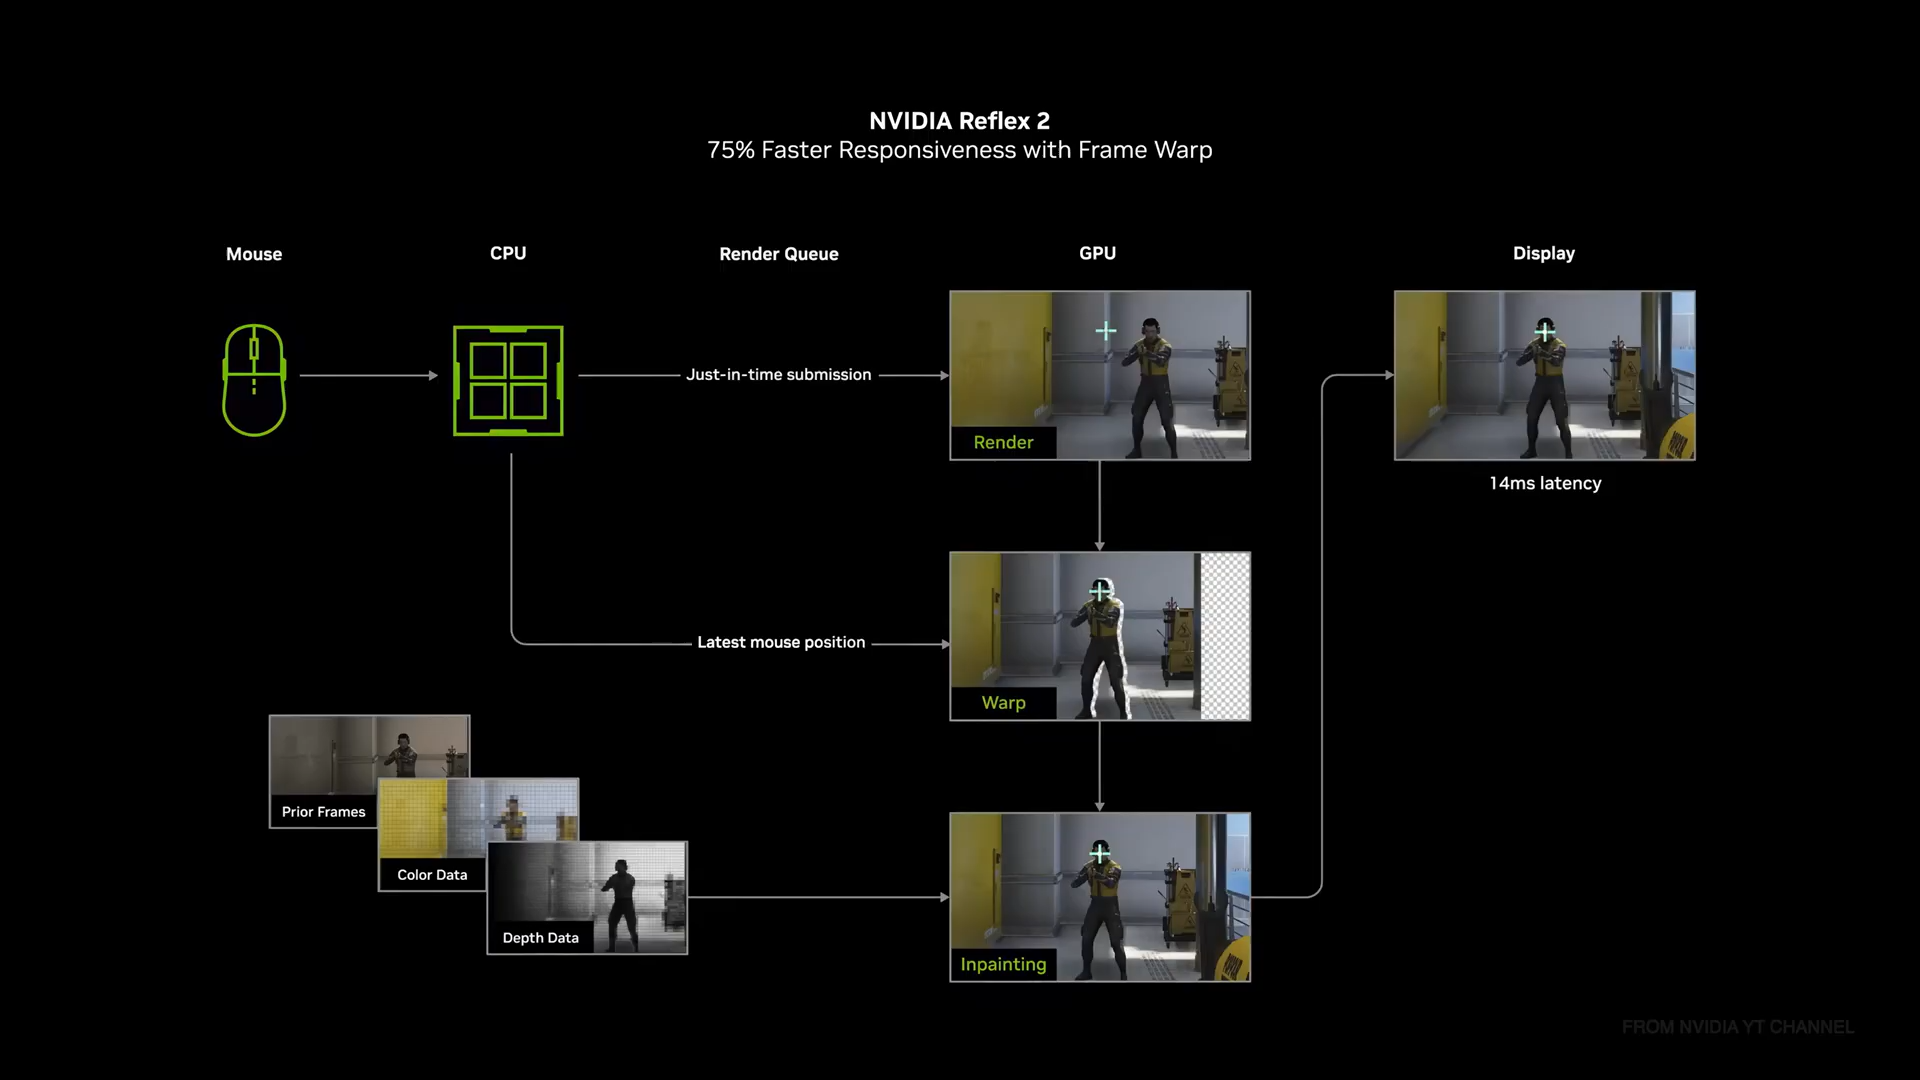 NVIDIA Reflex 2
75% Faster Responsiveness with Frame Warp
Mouse
CPU
Render Queue
GPU
Display
Just-in-time submission
Render
14ms latency
Latest mouse position
Warp
Prior Frames
Color Data
Depth Data
Inpainting
FROM NVIDIA YT CHANNEL